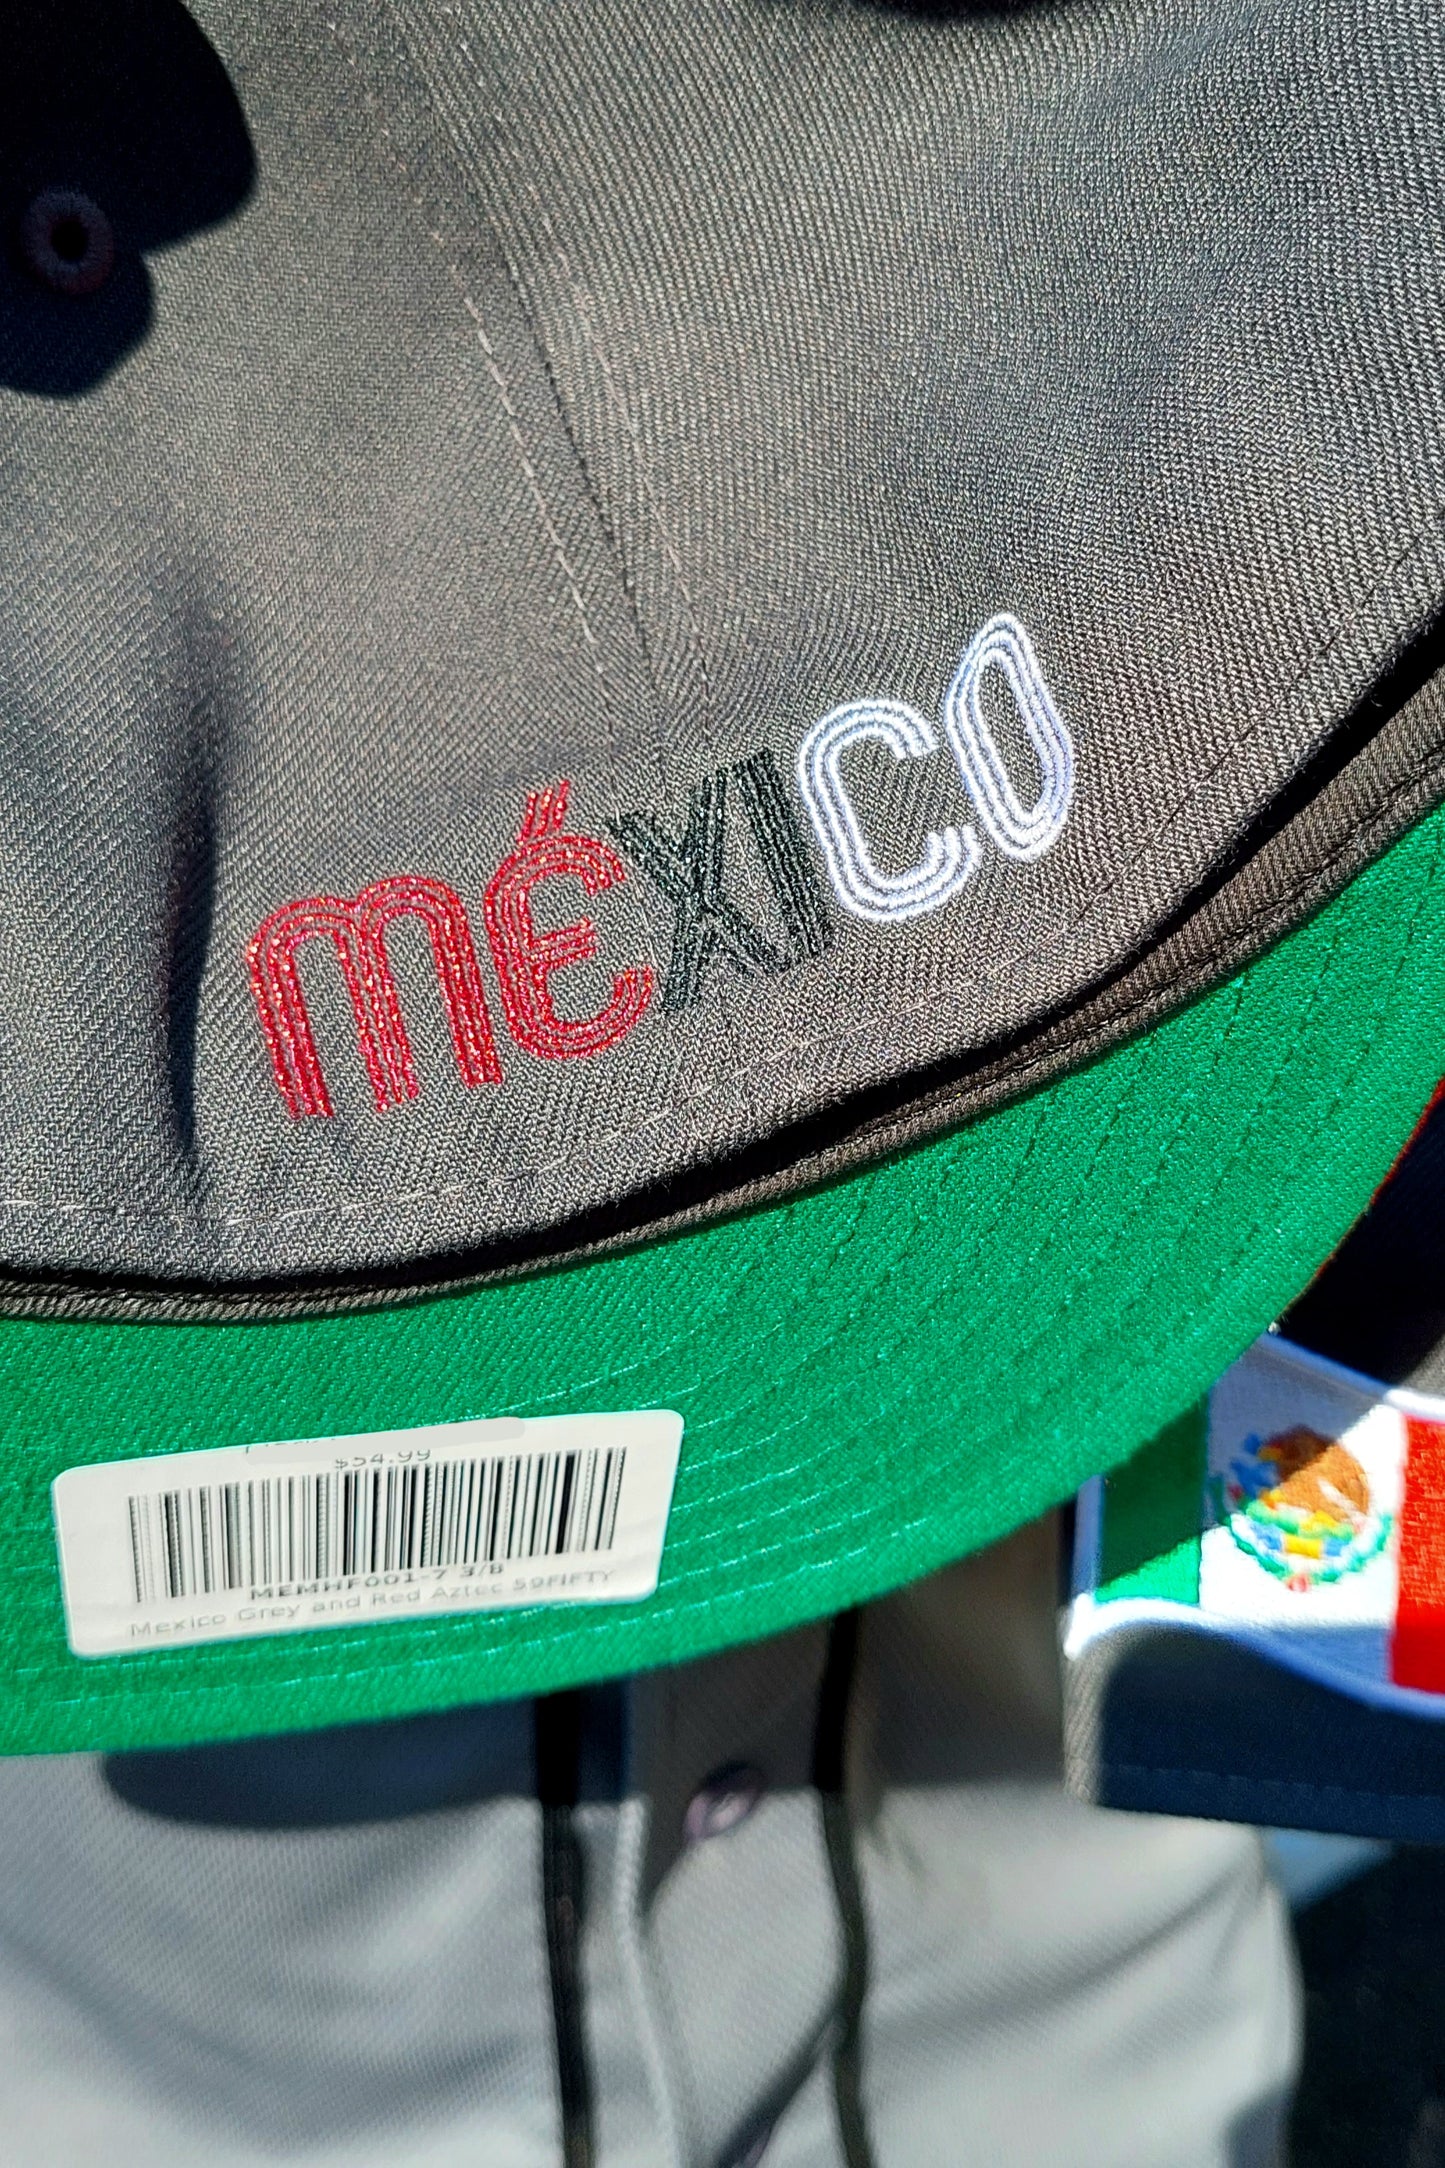 MÉXICO
$54.99
MEMHF001-7 3/8
Mexico Grey and Red Aztec 59FIFTY